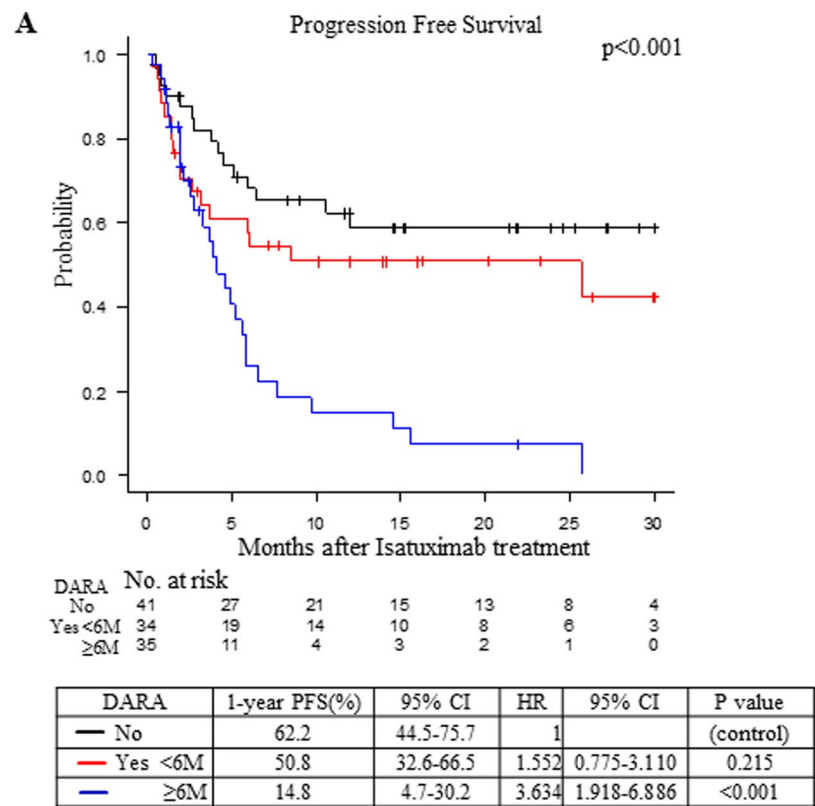 A
Progression Free Survival
p<0.001
1.0
0.8
0.6
0.4
0.2
0.0
Probability
0 5 10 15 20 25 30
Months after Isatuximab treatment
DARA No. at risk
No 41 27 21 15 13 8 4
Yes <6M 34 19 14 10 8 6 3
≥6M 35 11 4 3 2 1 0
DARA 1-year PFS(%) 95% CI HR 95% CI P value
No 62.2 44.5-75.7 1 (control)
Yes <6M 50.8 32.6-66.5 1.552 0.775-3.110 0.215
≥6M 14.8 4.7-30.2 3.634 1.918-6.886 <0.001